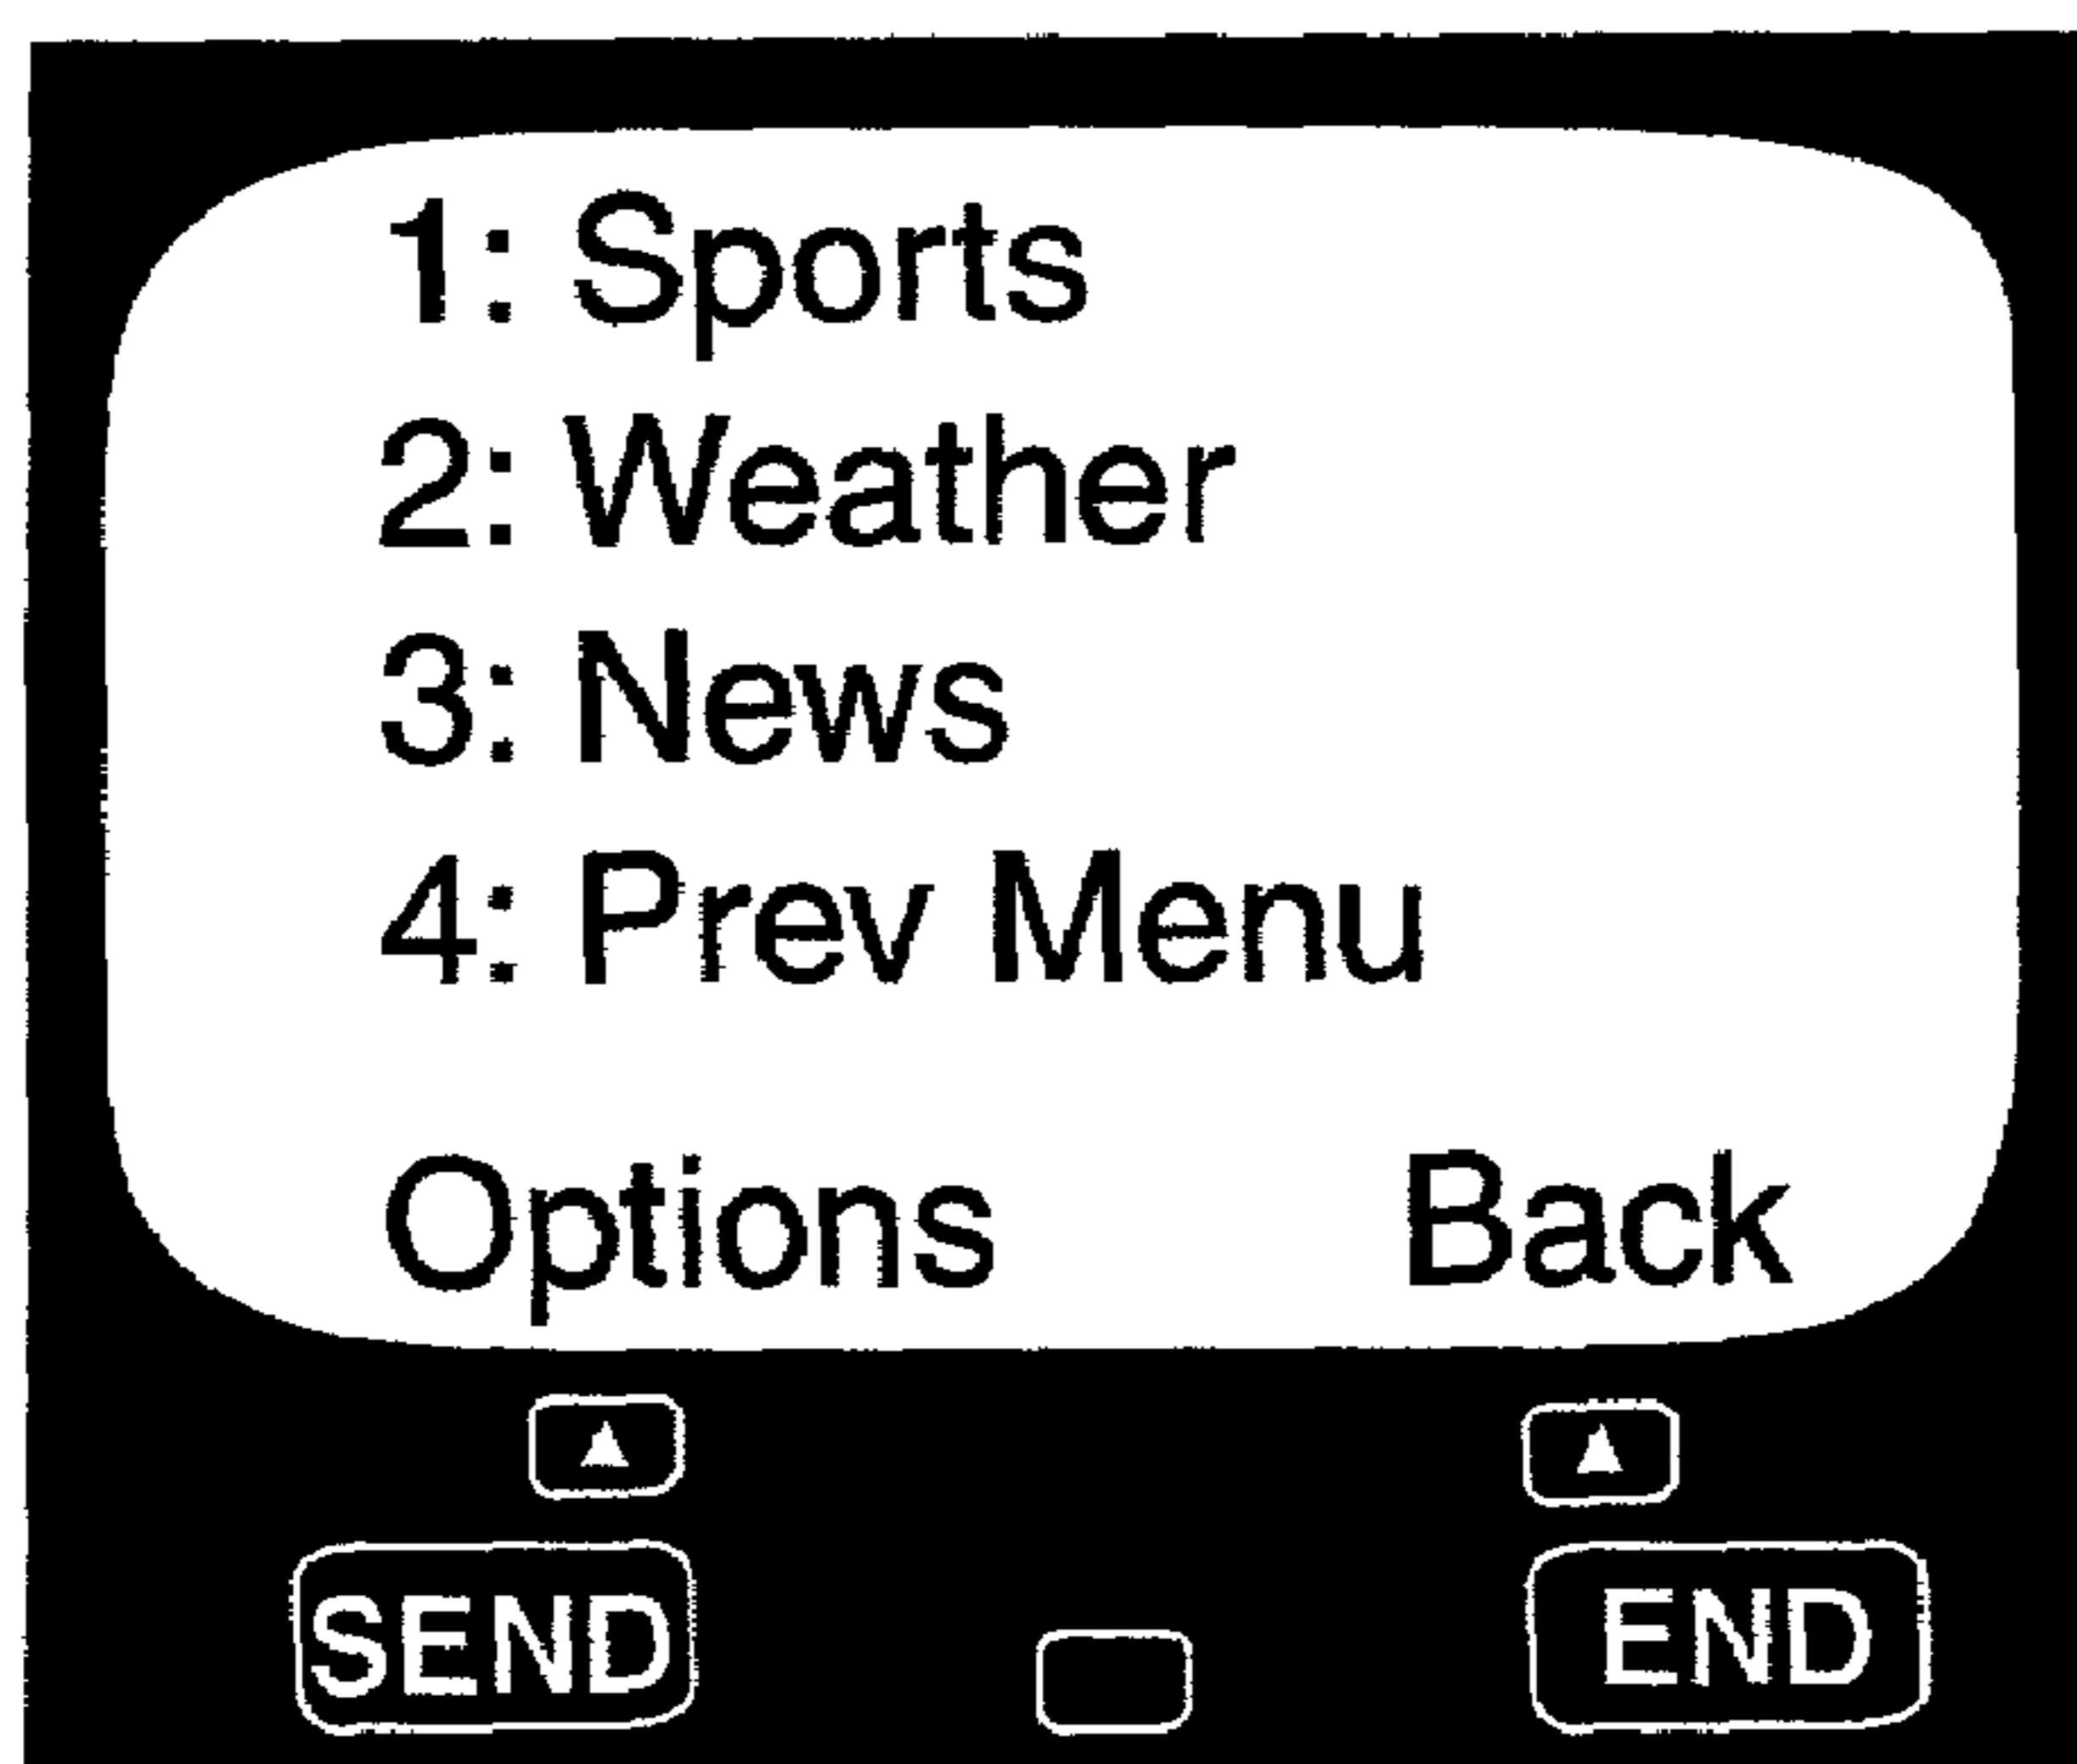 1: Sports
2: Weather
3: News
4: Prev Menu
Options Back
SEND END